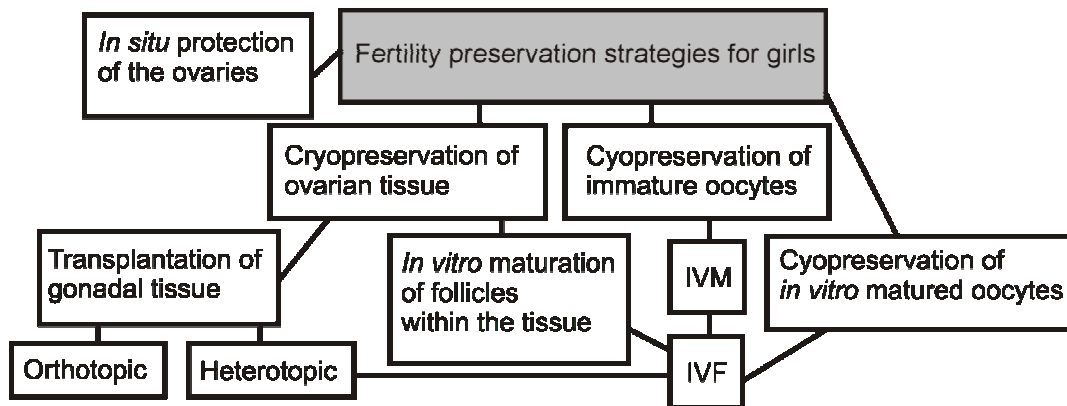 In situ protection
of the ovaries
Fertility preservation strategies for girls
Cryopreservation of
ovarian tissue
Cyopreservation of
immature oocytes
Transplantation of
gonadal tissue
In vitro maturation
of follicles
within the tissue
IVM
Cyopreservation of
in vitro matured oocytes
Orthotopic
Heterotopic
IVF